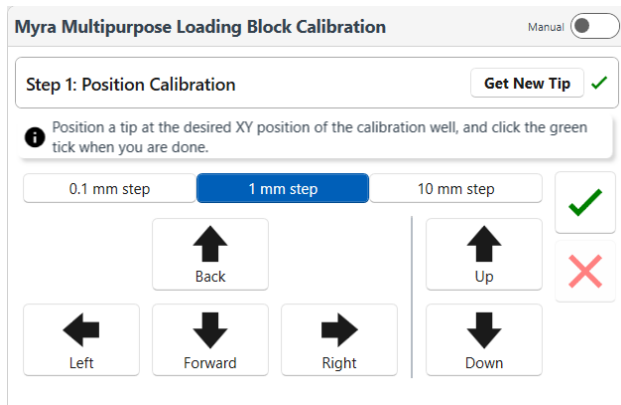 Myra Multipurpose Loading Block Calibration
Manual
Step 1: Position Calibration
Get New Tip
Position a tip at the desired XY position of the calibration well, and click the green
tick when you are done.
0.1 mm step
1 mm step
10 mm step
Back
Up
Left
Forward
Right
Down